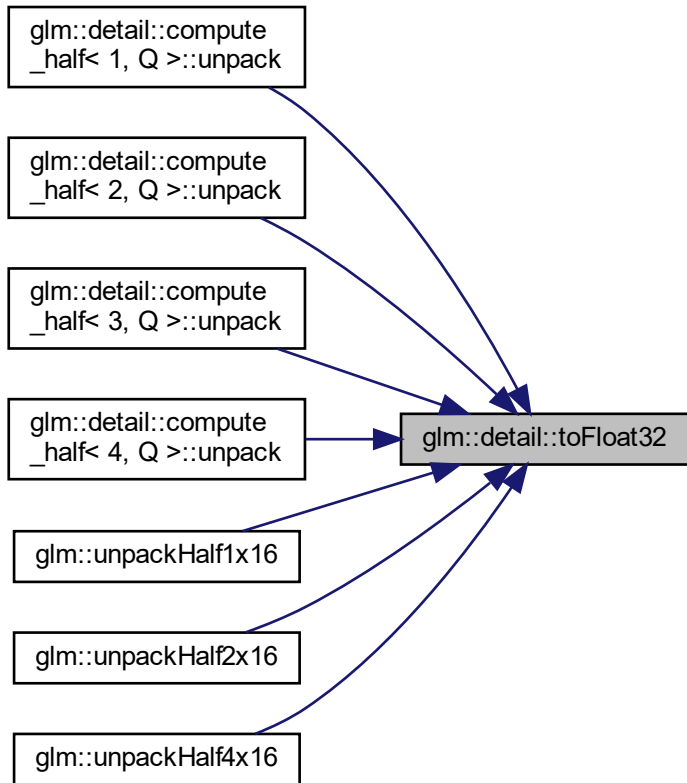 glm::detail::compute
_half< 1, Q >::unpack
glm::detail::compute
_half< 2, Q >::unpack
glm::detail::compute
_half< 3, Q >::unpack
glm::detail::compute
_half< 4, Q >::unpack
glm::detail::toFloat32
glm::unpackHalf1x16
glm::unpackHalf2x16
glm::unpackHalf4x16